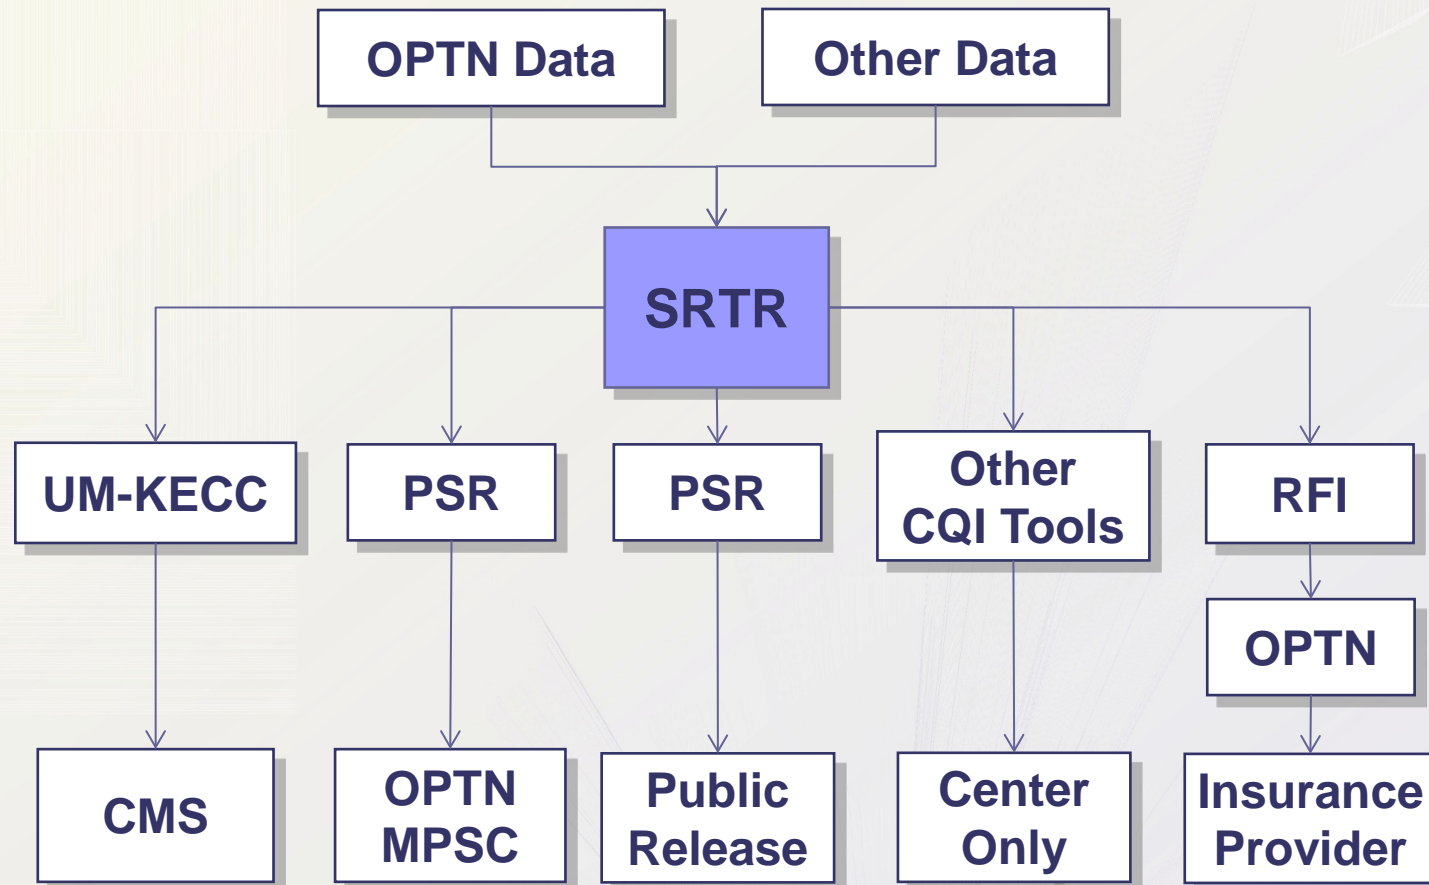 OPTN Data
Other Data
SRTR
UM-KECC
PSR
PSR
Other
CQI Tools
RFI
OPTN
CMS
OPTN
MPSC
Public
Release
Center
Only
Insurance
Provider